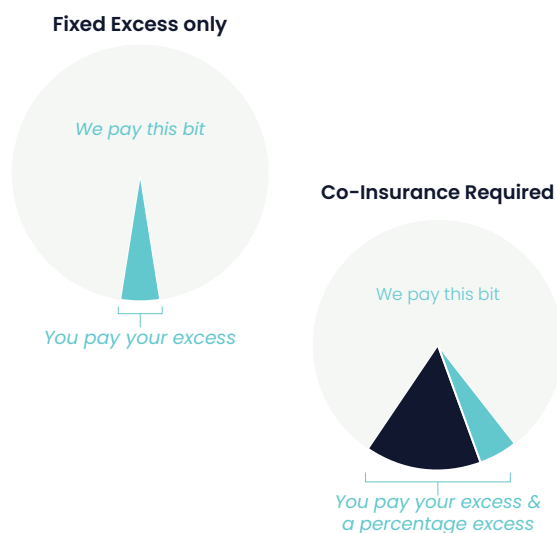 Fixed Excess only
We pay this bit
You pay your excess
Co-Insurance Required
We pay this bit
You pay your excess &
a percentage excess